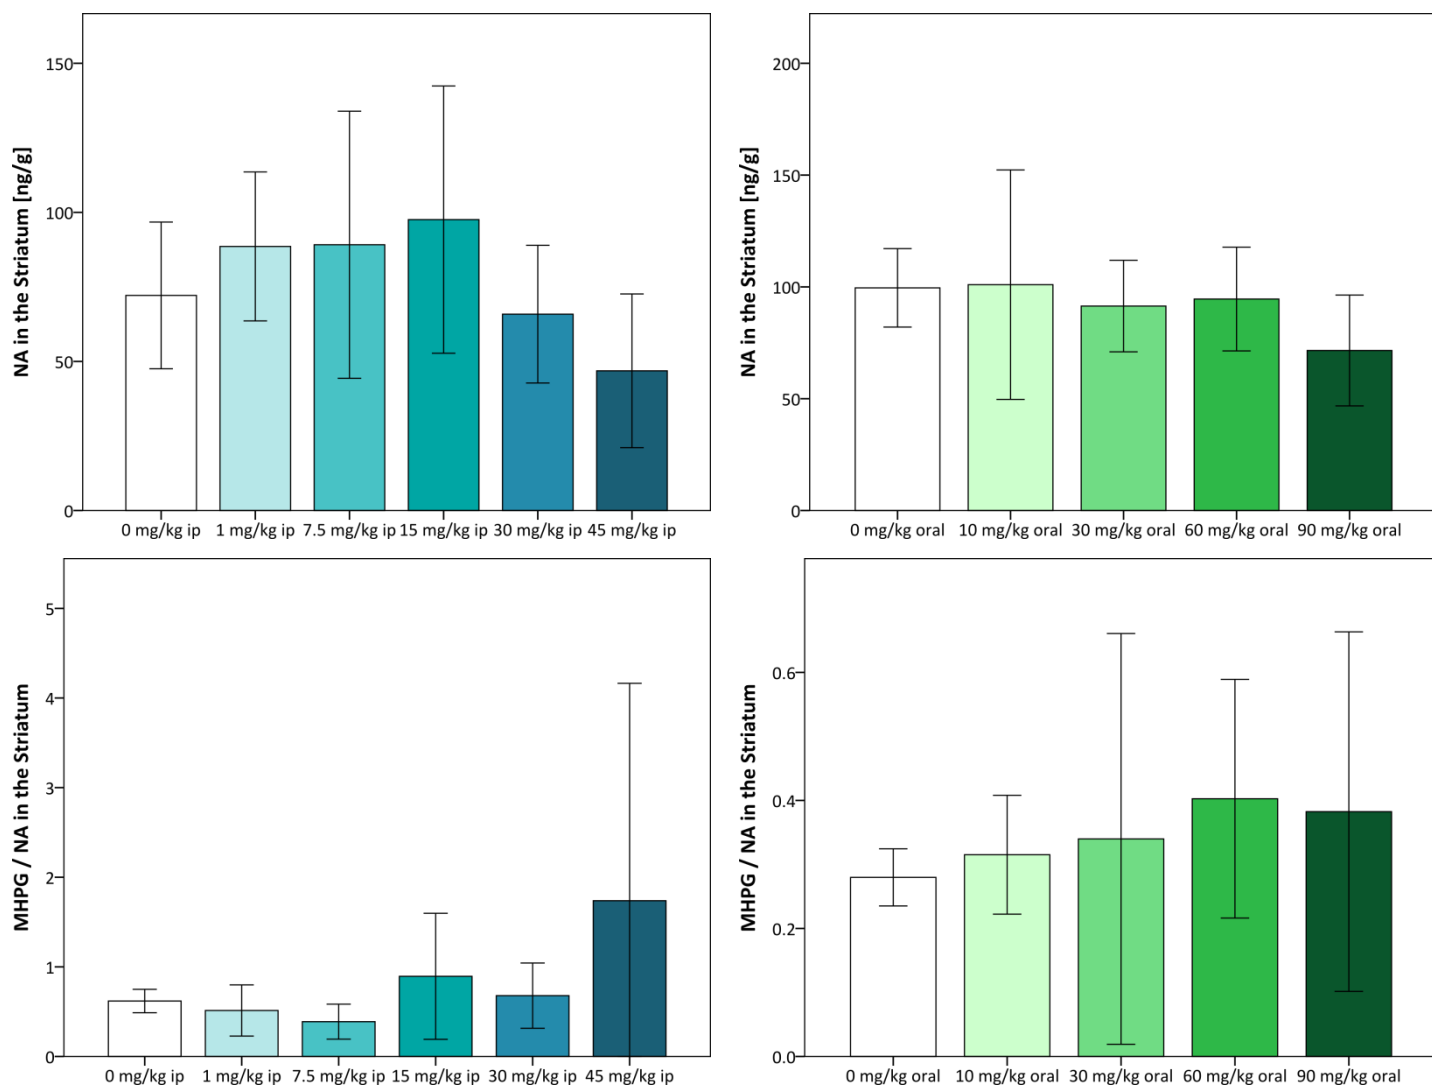 NA in the Striatum [ng/g]
150
100
50
0
0 mg/kg ip 1 mg/kg ip 7.5 mg/kg ip 15 mg/kg ip 30 mg/kg ip 45 mg/kg ip
NA in the Striatum [ng/g]
200
150
100
50
0
0 mg/kg oral 10 mg/kg oral 30 mg/kg oral 60 mg/kg oral 90 mg/kg oral
MHPG / NA in the Striatum
5
4
3
2
1
0
0 mg/kg ip 1 mg/kg ip 7.5 mg/kg ip 15 mg/kg ip 30 mg/kg ip 45 mg/kg ip
MHPG / NA in the Striatum
0.6
0.4
0.2
0.0
0 mg/kg oral 10 mg/kg oral 30 mg/kg oral 60 mg/kg oral 90 mg/kg oral